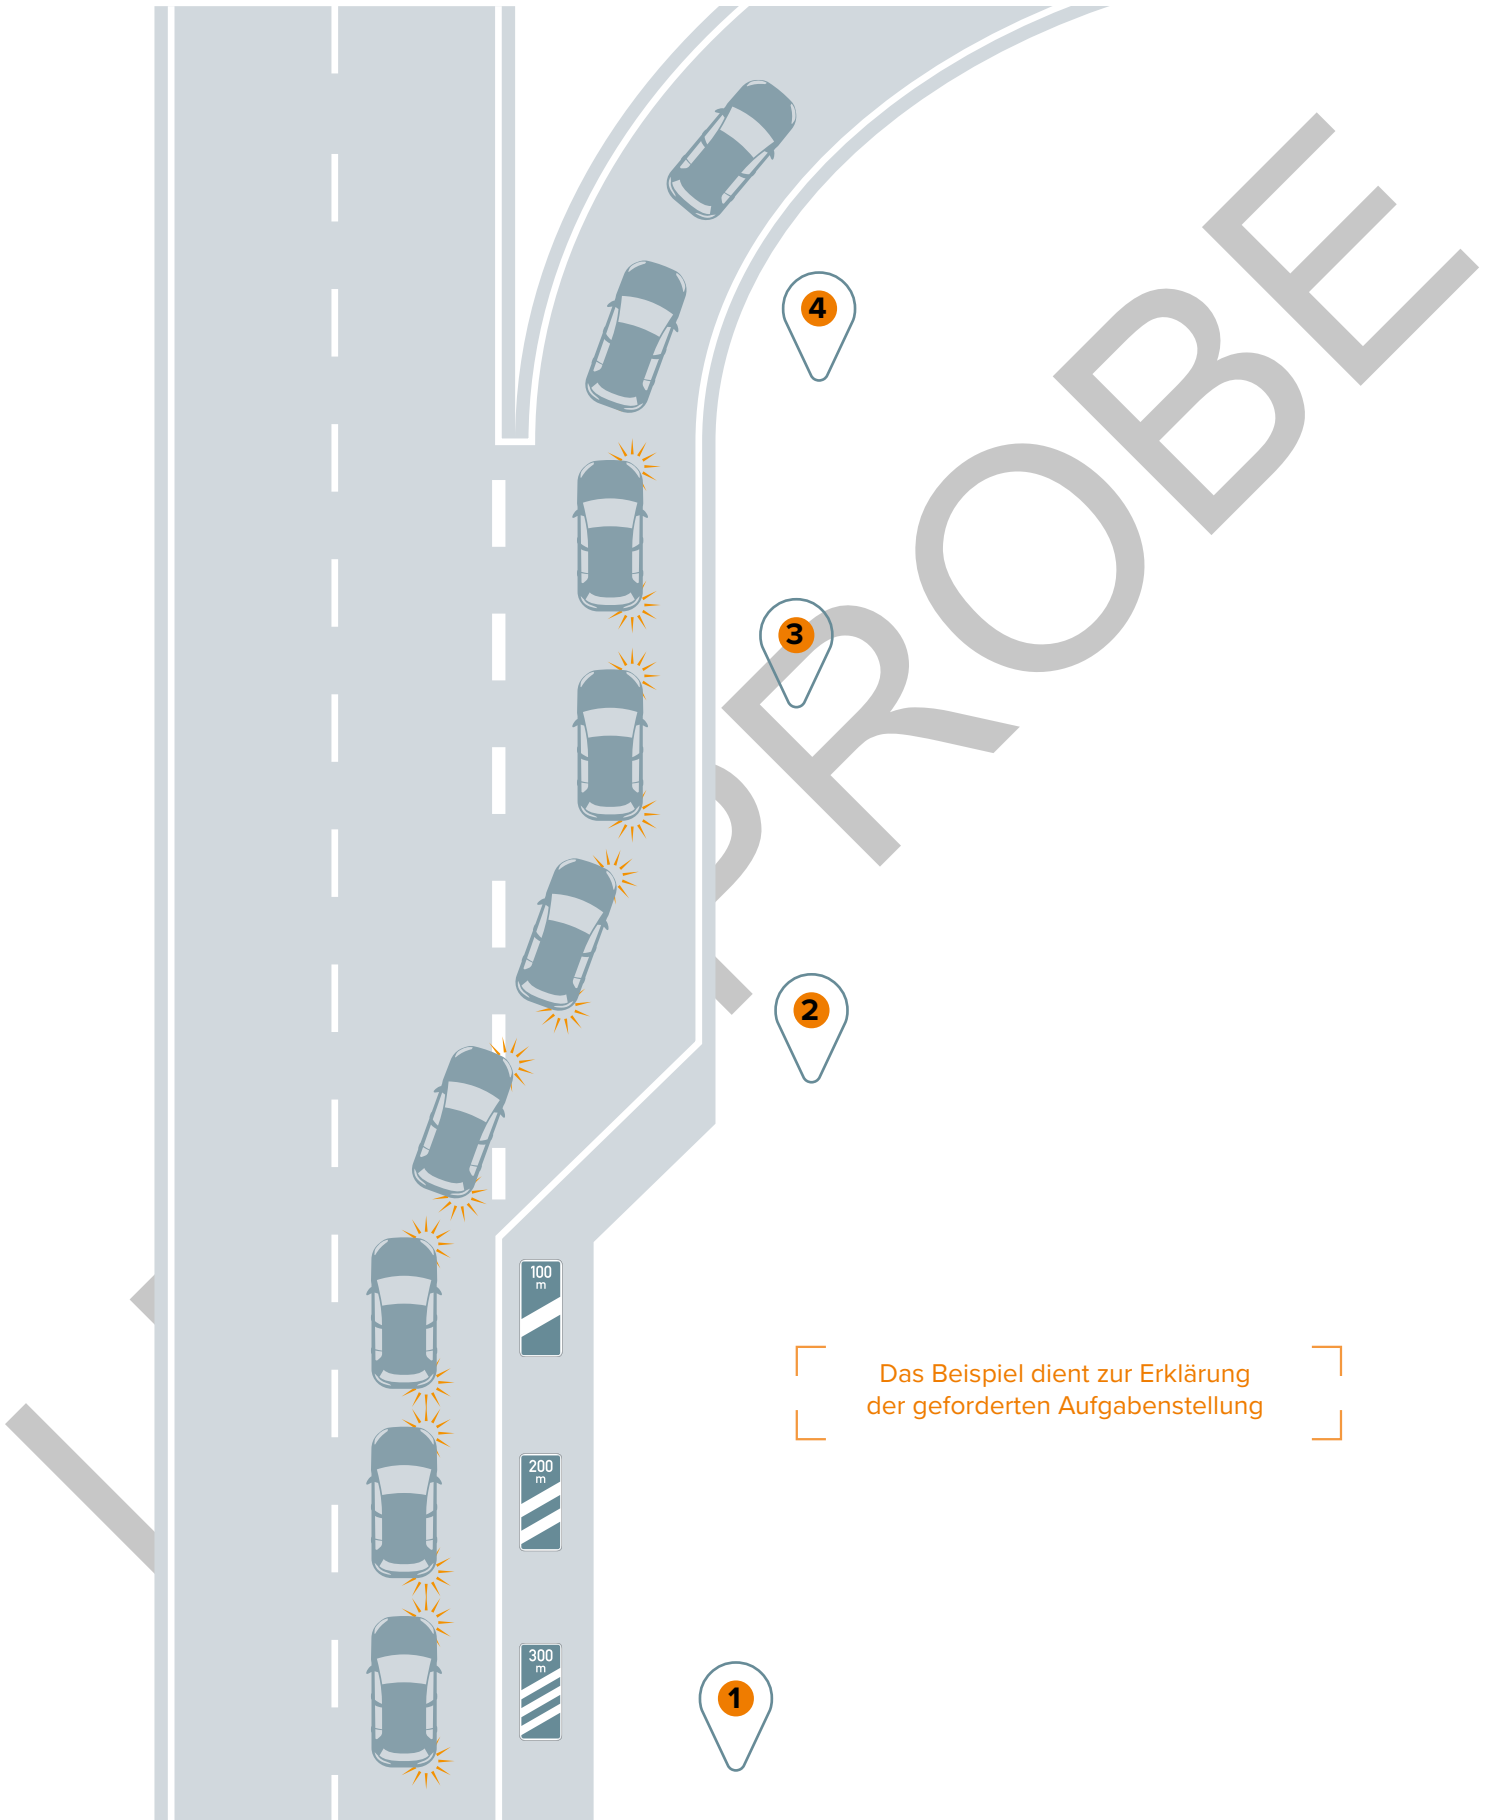 4
3
2
100
m
Das Beispiel dient zur Erklärung
der geforderten Aufgabenstellung
200
m
300
m
1
PROBE